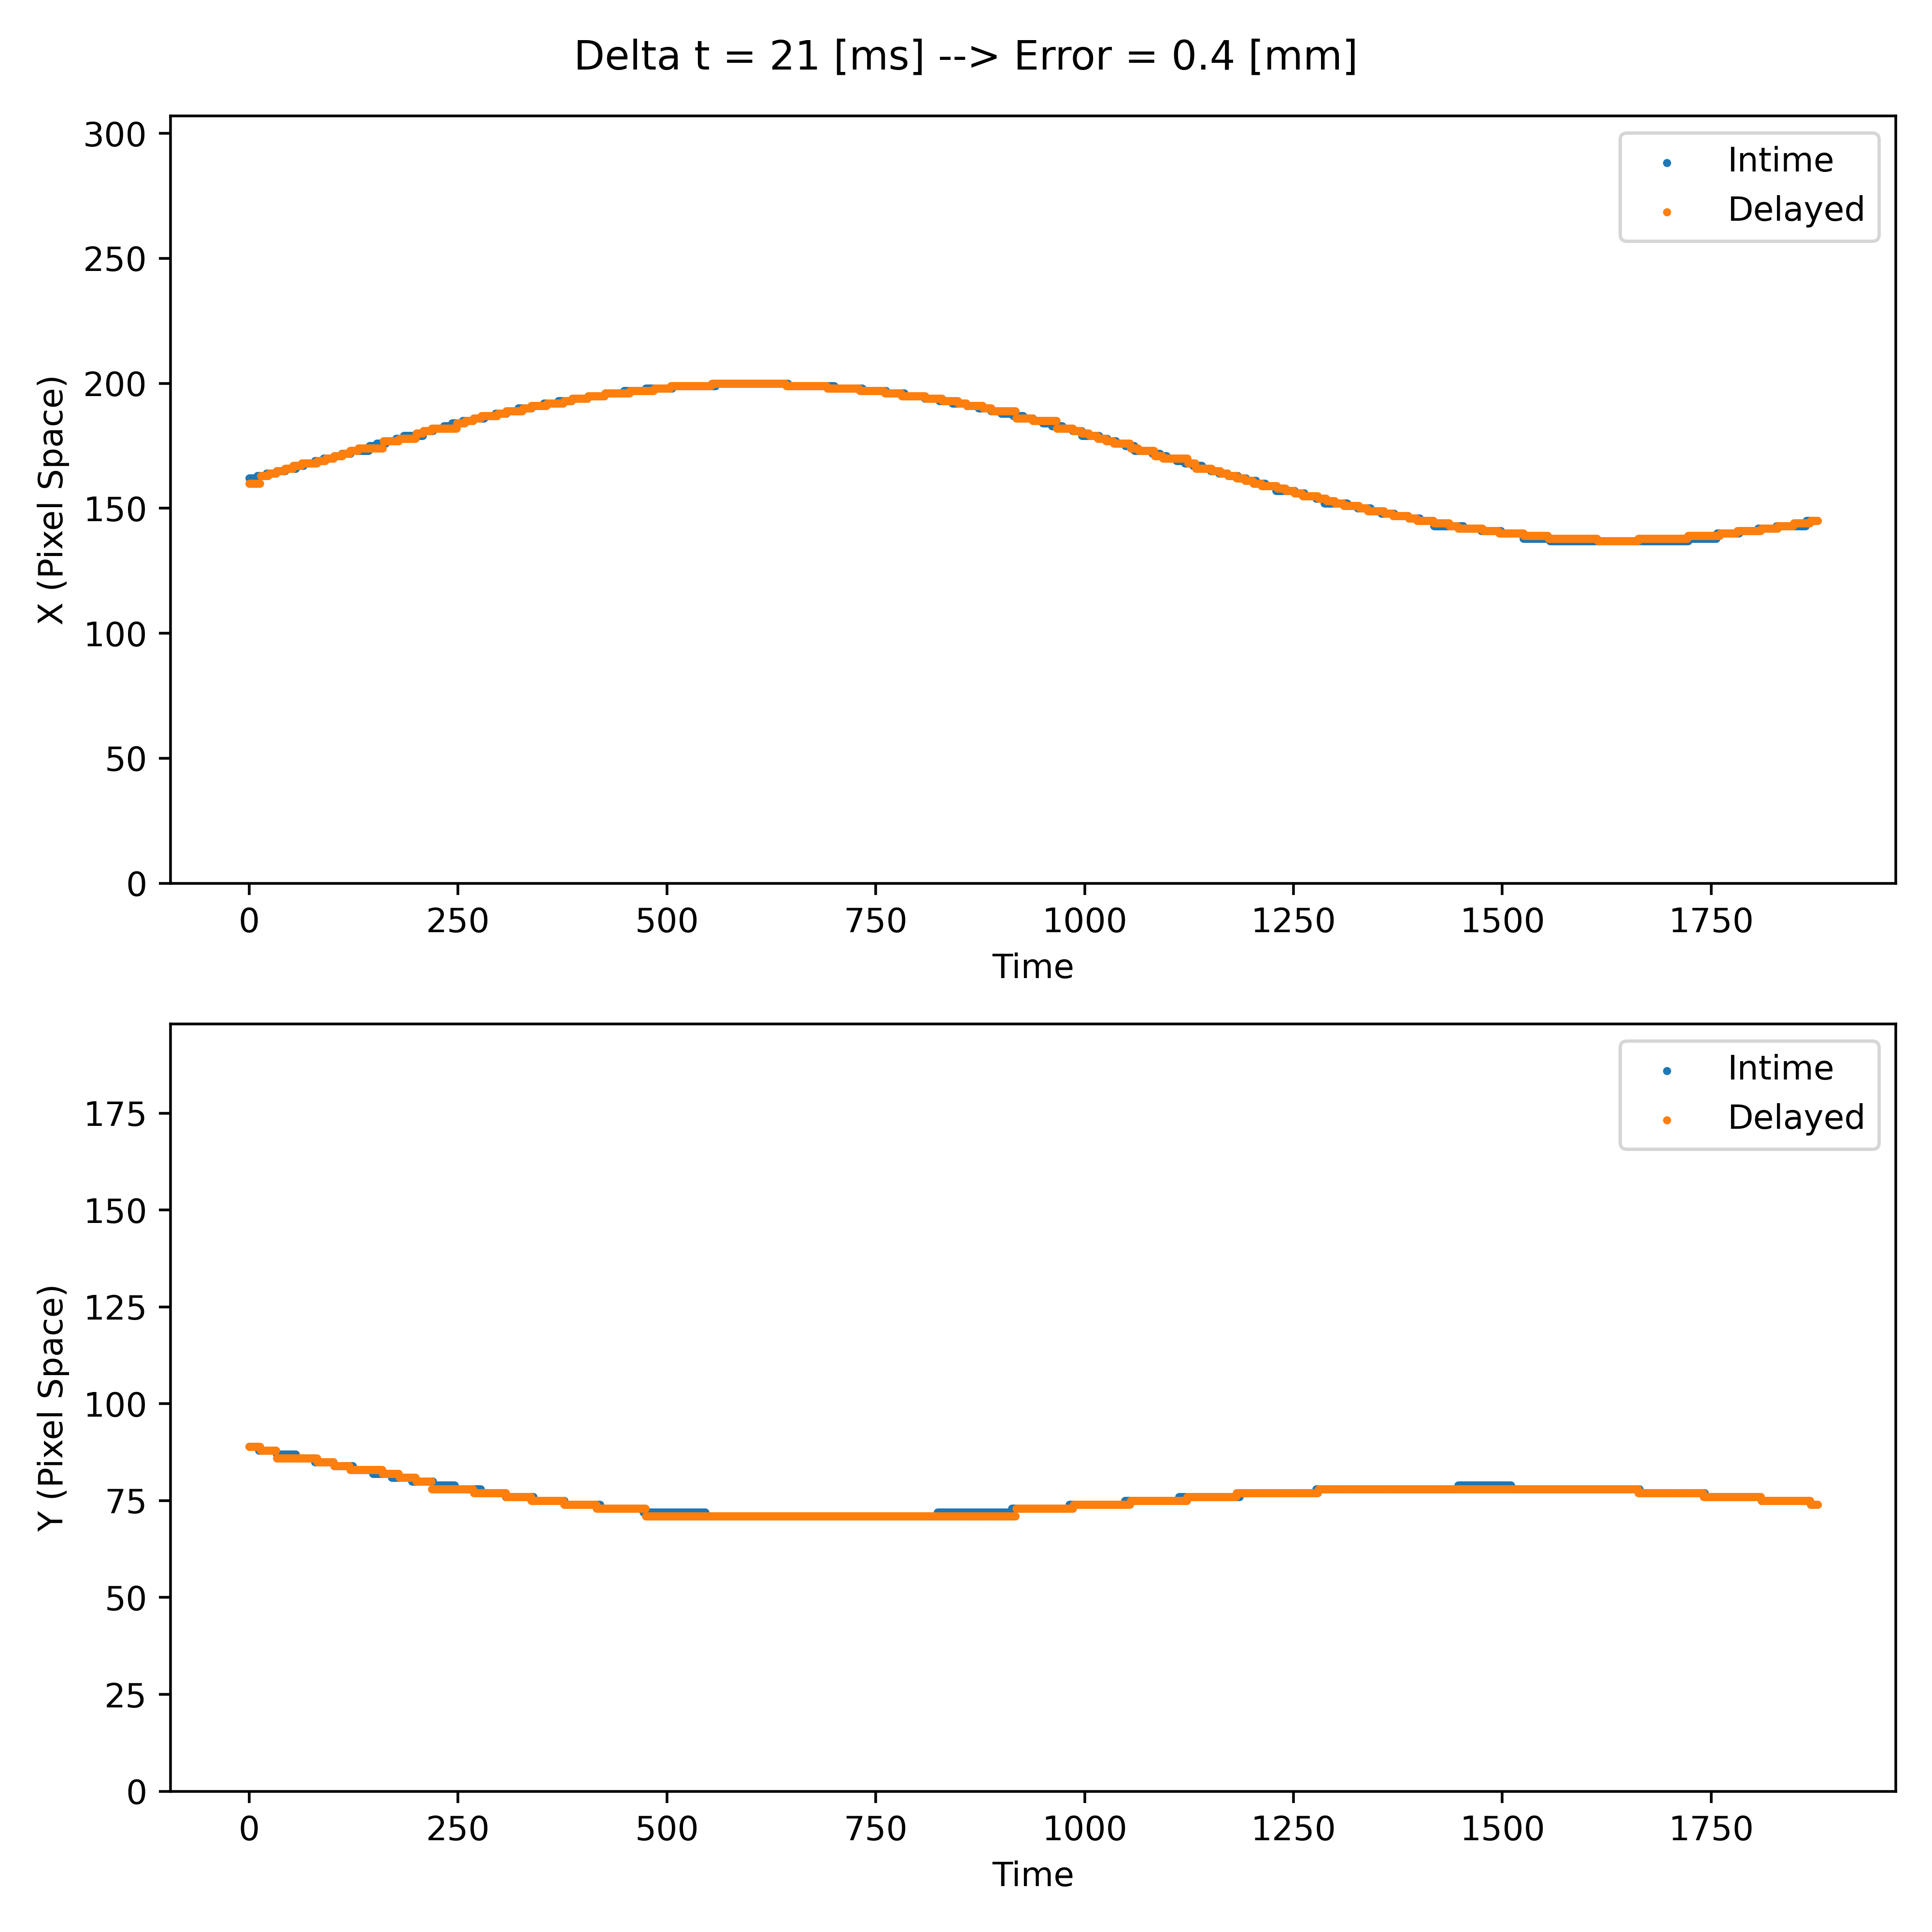 Delta t = 21 [ms] --> Error = 0.4 [mm]
300
250
200
150
100
50
0
X (Pixel Space)
Intime
Delayed
0 250 500 750 1000 1250 1500 1750
Time
175
150
125
100
75
50
25
0
Y (Pixel Space)
Intime
Delayed
0 250 500 750 1000 1250 1500 1750
Time